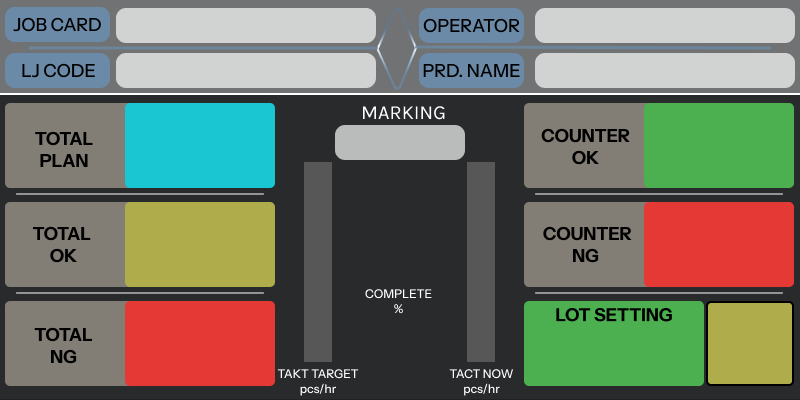 JOB CARD
OPERATOR
LJ CODE
PRD. NAME
TOTAL
PLAN
MARKING
COUNTER
OK
TOTAL
OK
COUNTER
NG
COMPLETE
%
TOTAL
NG
LOT SETTING
TAKT TARGET
pcs/hr
TACT NOW
pcs/hr